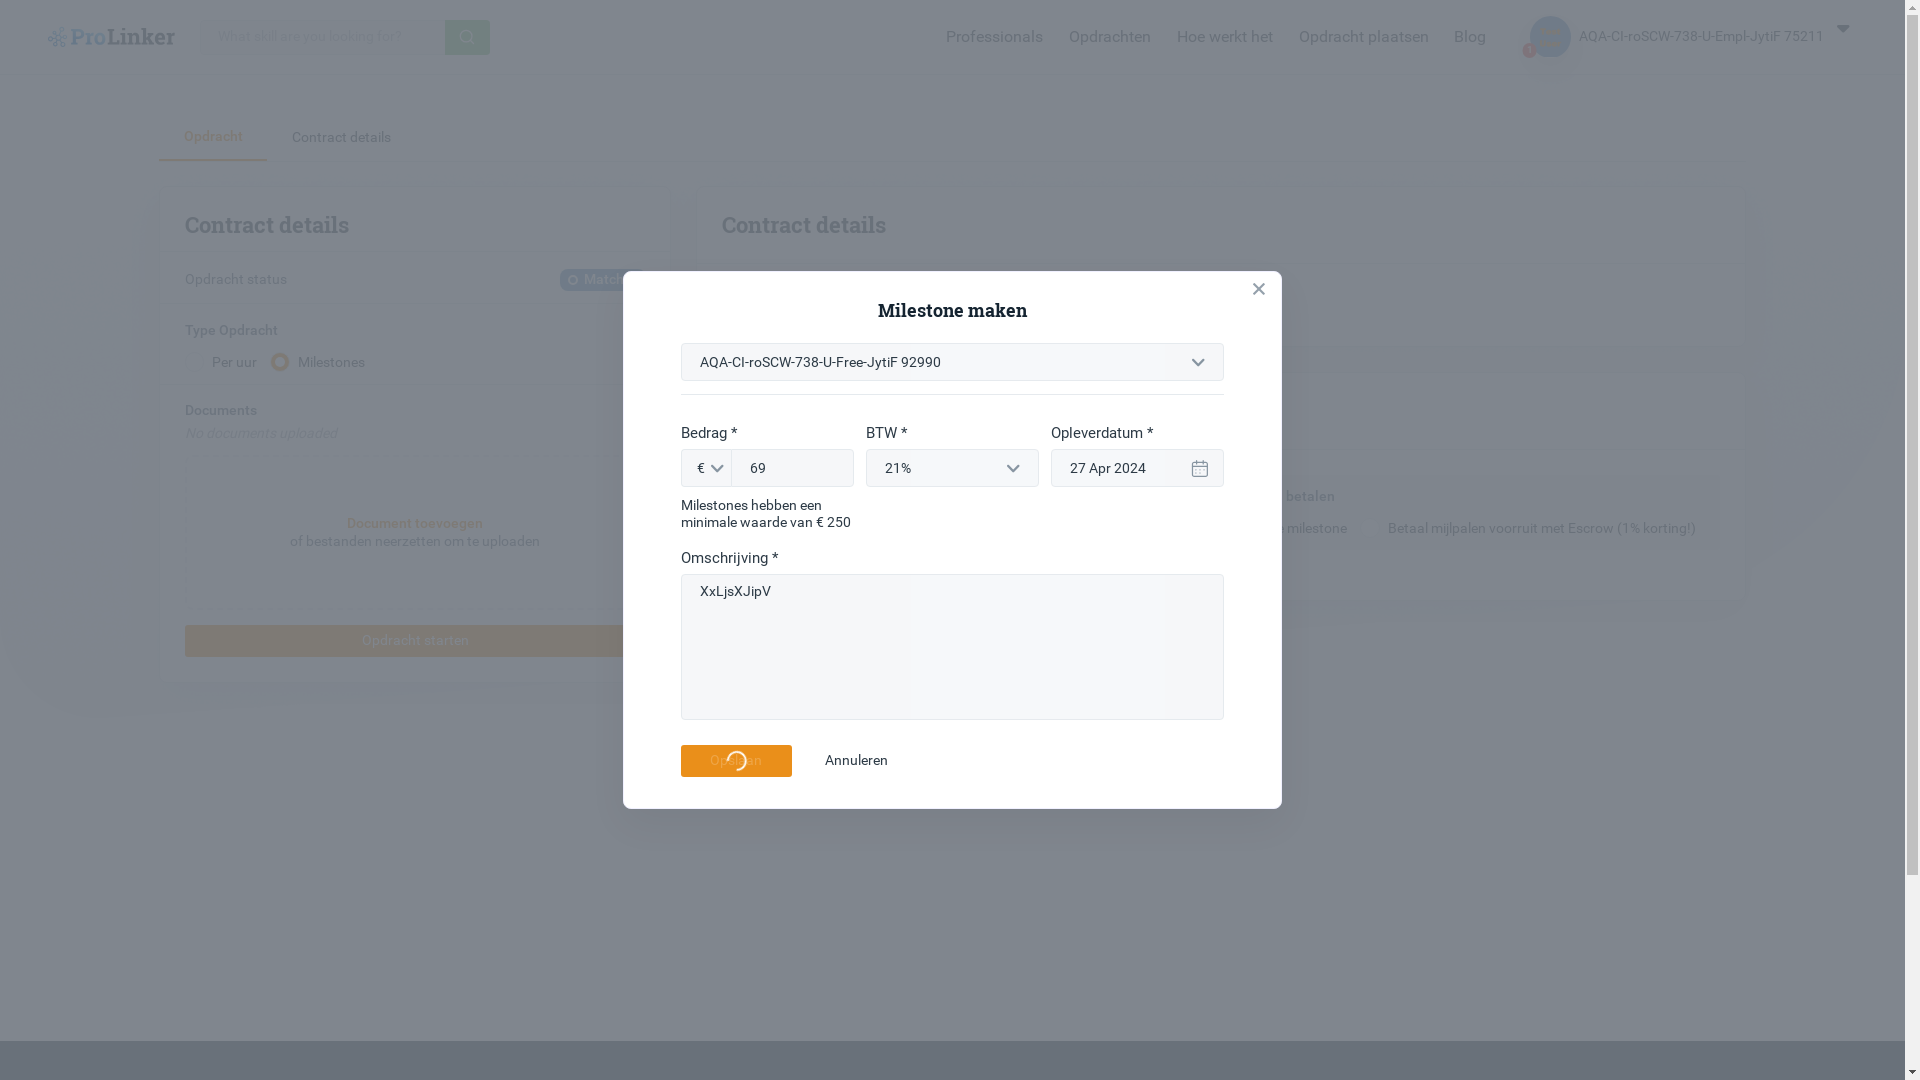 ProLinker
What skill are you looking for?
Professionals
Opdrachten
Hoe werkt het
Opdracht plaatsen
Blog
1
AQA-CI-roSCW-738-U-Empl-JytiF 75211
Opdracht
Contract details
Contract details
Opdracht status
Match
Type Opdracht
Per uur
Milestones
Documents
No documents uploaded
Document toevoegen
of bestanden neerzetten om te uploaden
Opdracht starten
Contract details
betalen
milestone
Betaal mijlpalen voorruit met Escrow (1% korting!)
Milestone maken
AQA-CI-roSCW-738-U-Free-JytiF 92990
Bedrag *
BTW *
Opleverdatum *
€
69
21%
27 Apr 2024
Milestones hebben een
minimale waarde van € 250
Omschrijving *
XxLjsXJipV
Opslaan
Annuleren